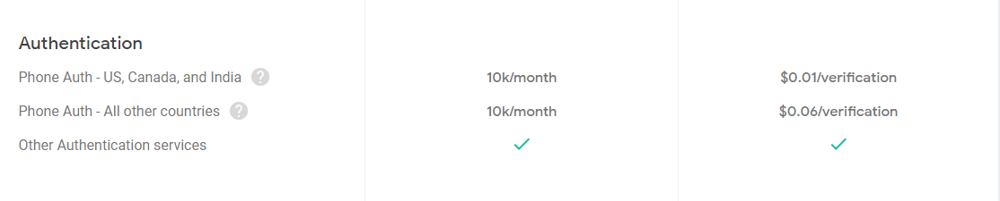 Authentication
Phone Auth - US, Canada, and India ? 10k/month $0.01/verification
Phone Auth - All other countries ? 10k/month $0.06/verification
Other Authentication services